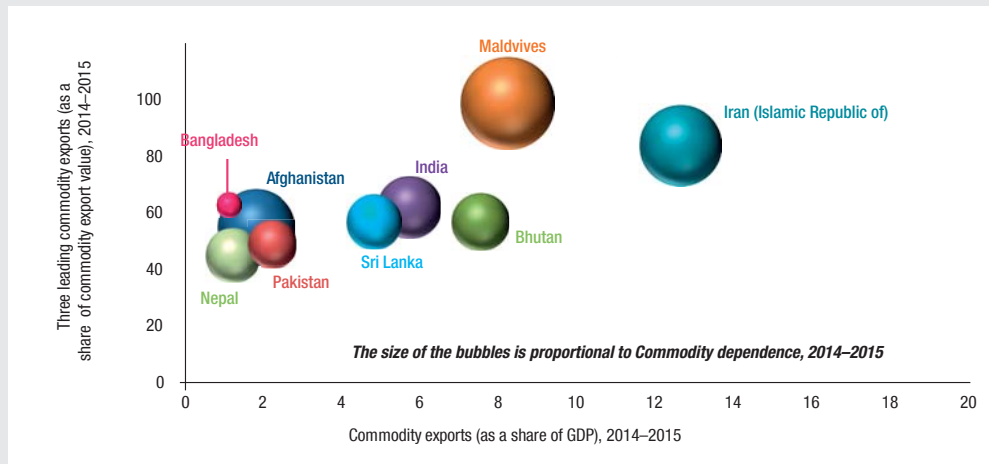 Three leading commodity exports (as a
share of commodity export value), 2014–2015
100
80
60
40
20
0
Maldvives
Iran (Islamic Republic of)
Bangladesh
Afghanistan
India
Bhutan
Sri Lanka
Pakistan
Nepal
The size of the bubbles is proportional to Commodity dependence, 2014–2015
0 2 4 6 8 10 12 14 16 18 20
Commodity exports (as a share of GDP), 2014–2015